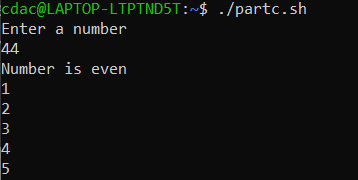 cdac@LAPTOP-LTPTND5T:~$ ./partc.sh
Enter a number
44
Number is even
1
2
3
4
5